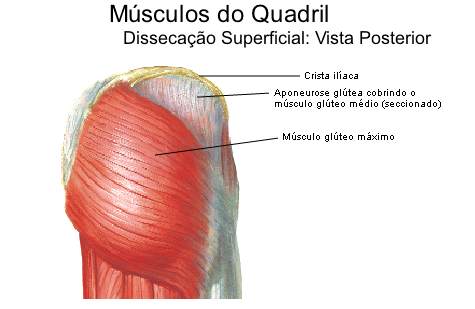 Músculos do Quadril
Dissecação Superficial: Vista Posterior
Crista ilíaca
Aponeurose glútea cobrindo o
músculo glúteo médio (seccionado)
Músculo glúteo máximo